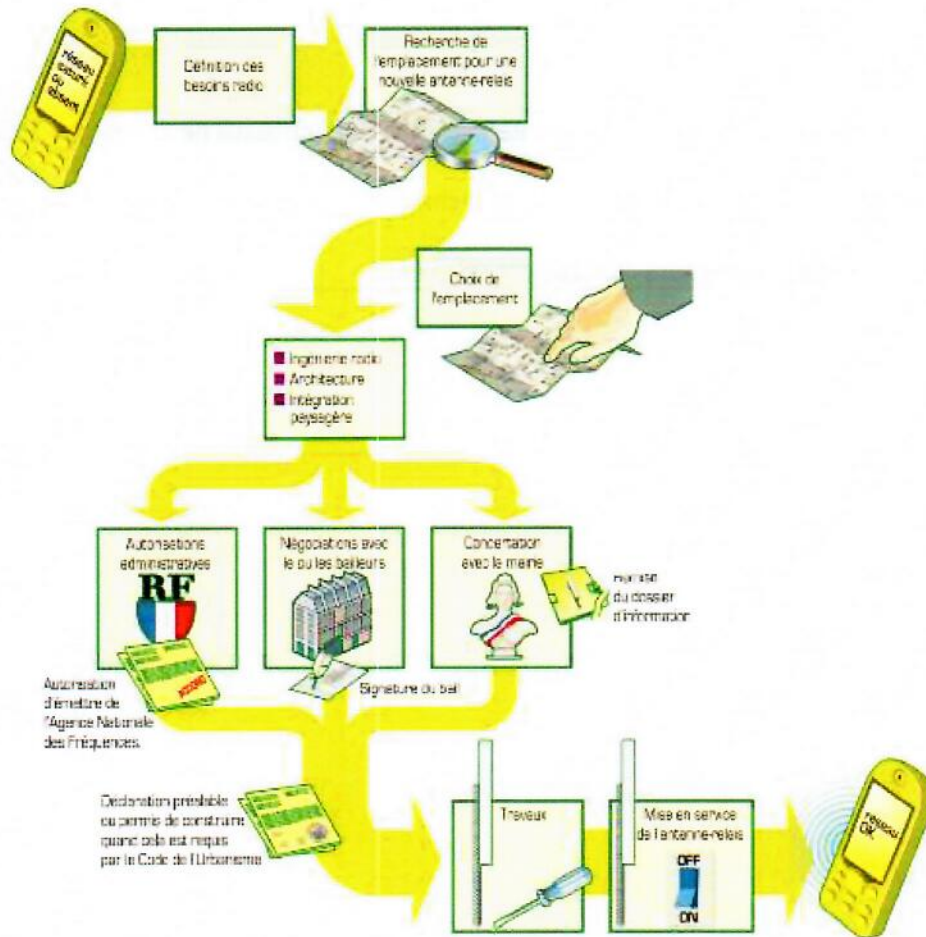 réseau
saturé
ou
absent
Définition des
besoins radio
Recherche de
l'emplacement pour une
nouvelle antenne-relais
Choix de
l'emplacement
Ingénierie radio
Architecture
Intégration
paysagère
Autorisations
administratives
RF
Négociations avec
le ou les bailleurs
Concertation
avec la mairie
Remise
du dossier
d'information
ACCORD
Signature du bail
Autorisation
d'émettre de
l'Agence Nationale
des Fréquences.
Déclaration préalable
ou permis de construire
quand cela est requis
par le Code de l'Urbanisme
Travaux
Mise en service
de l'antenne-relais
OFF
ON
réseau
OK